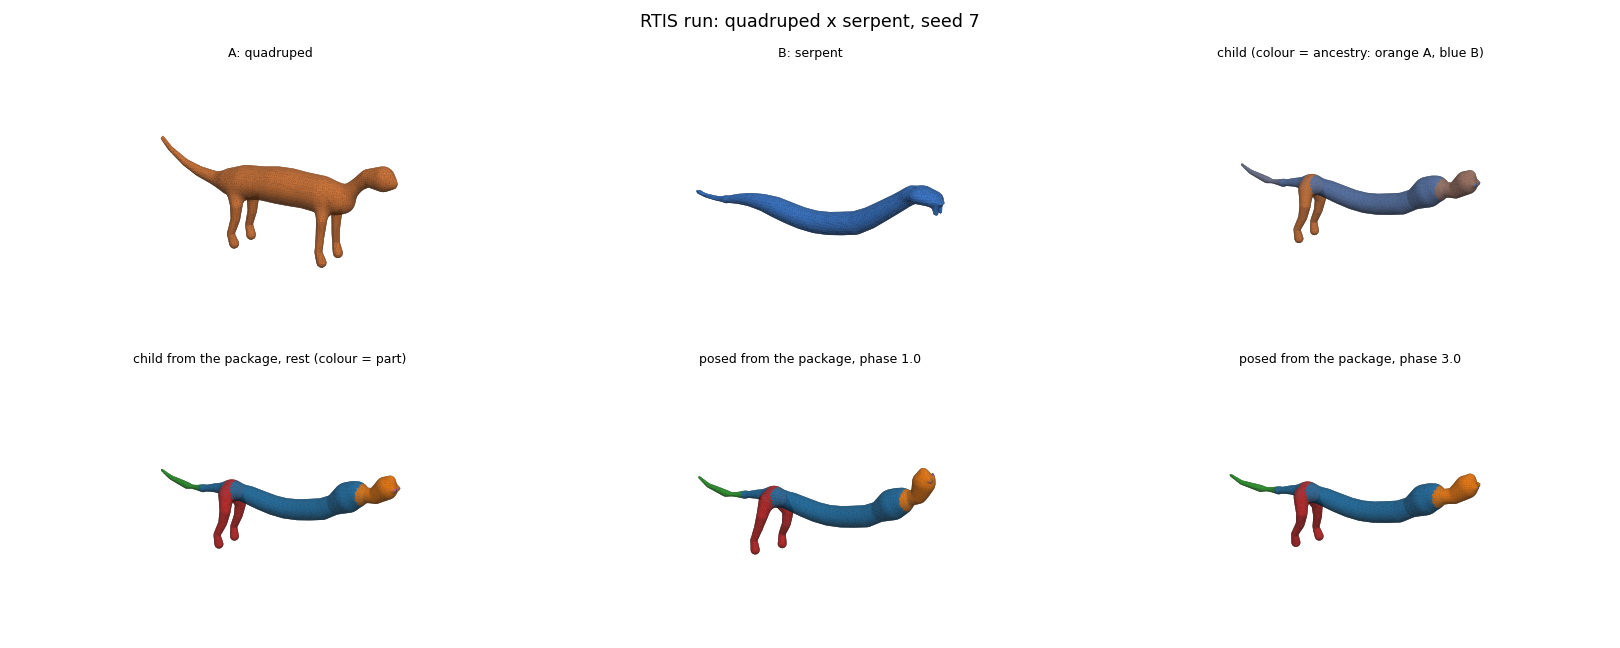 RTIS run: quadruped x serpent, seed 7
A: quadruped
B: serpent
child (colour = ancestry: orange A, blue B)
child from the package, rest (colour = part)
posed from the package, phase 1.0
posed from the package, phase 3.0